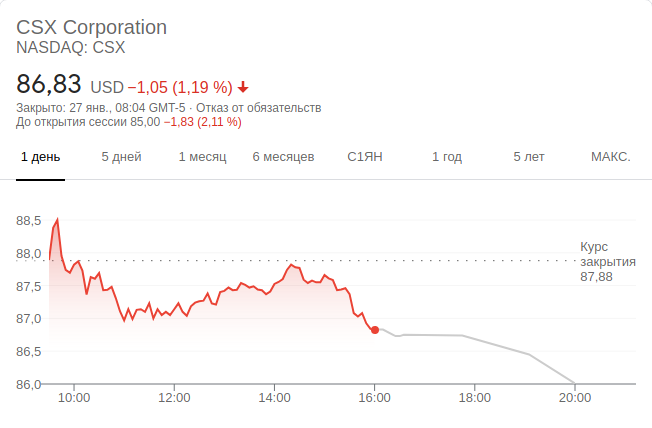 CSX Corporation
NASDAQ: CSX
86,83 USD −1,05 (1,19 %)
Закрыто: 27 янв., 08:04 GMT-5 · Отказ от обязательств
До открытия сессии 85,00 −1,83 (2,11 %)
1 день 5 дней 1 месяц 6 месяцев С1ЯН 1 год 5 лет МАКС.
88,5
88,0
87,5
87,0
86,5
86,0
Курс
закрытия
87,88
10:00 12:00 14:00 16:00 18:00 20:00